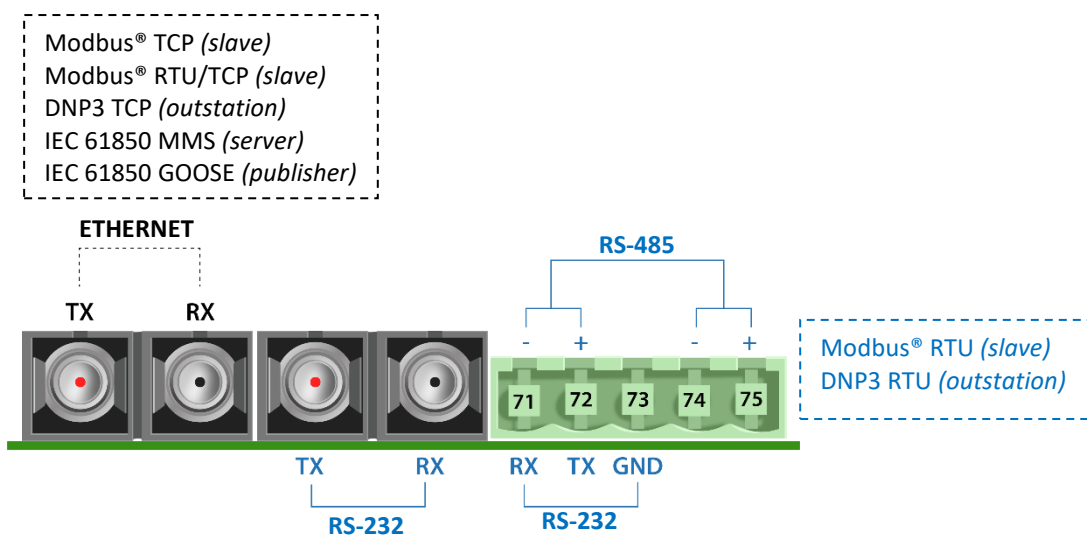 Modbus® TCP (slave)
Modbus® RTU/TCP (slave)
DNP3 TCP (outstation)
IEC 61850 MMS (server)
IEC 61850 GOOSE (publisher)
ETHERNET
TX RX
RS-485
- + - +
71 72 73 74 75
Modbus® RTU (slave)
DNP3 RTU (outstation)
TX RX RX TX GND
RS-232 RS-232